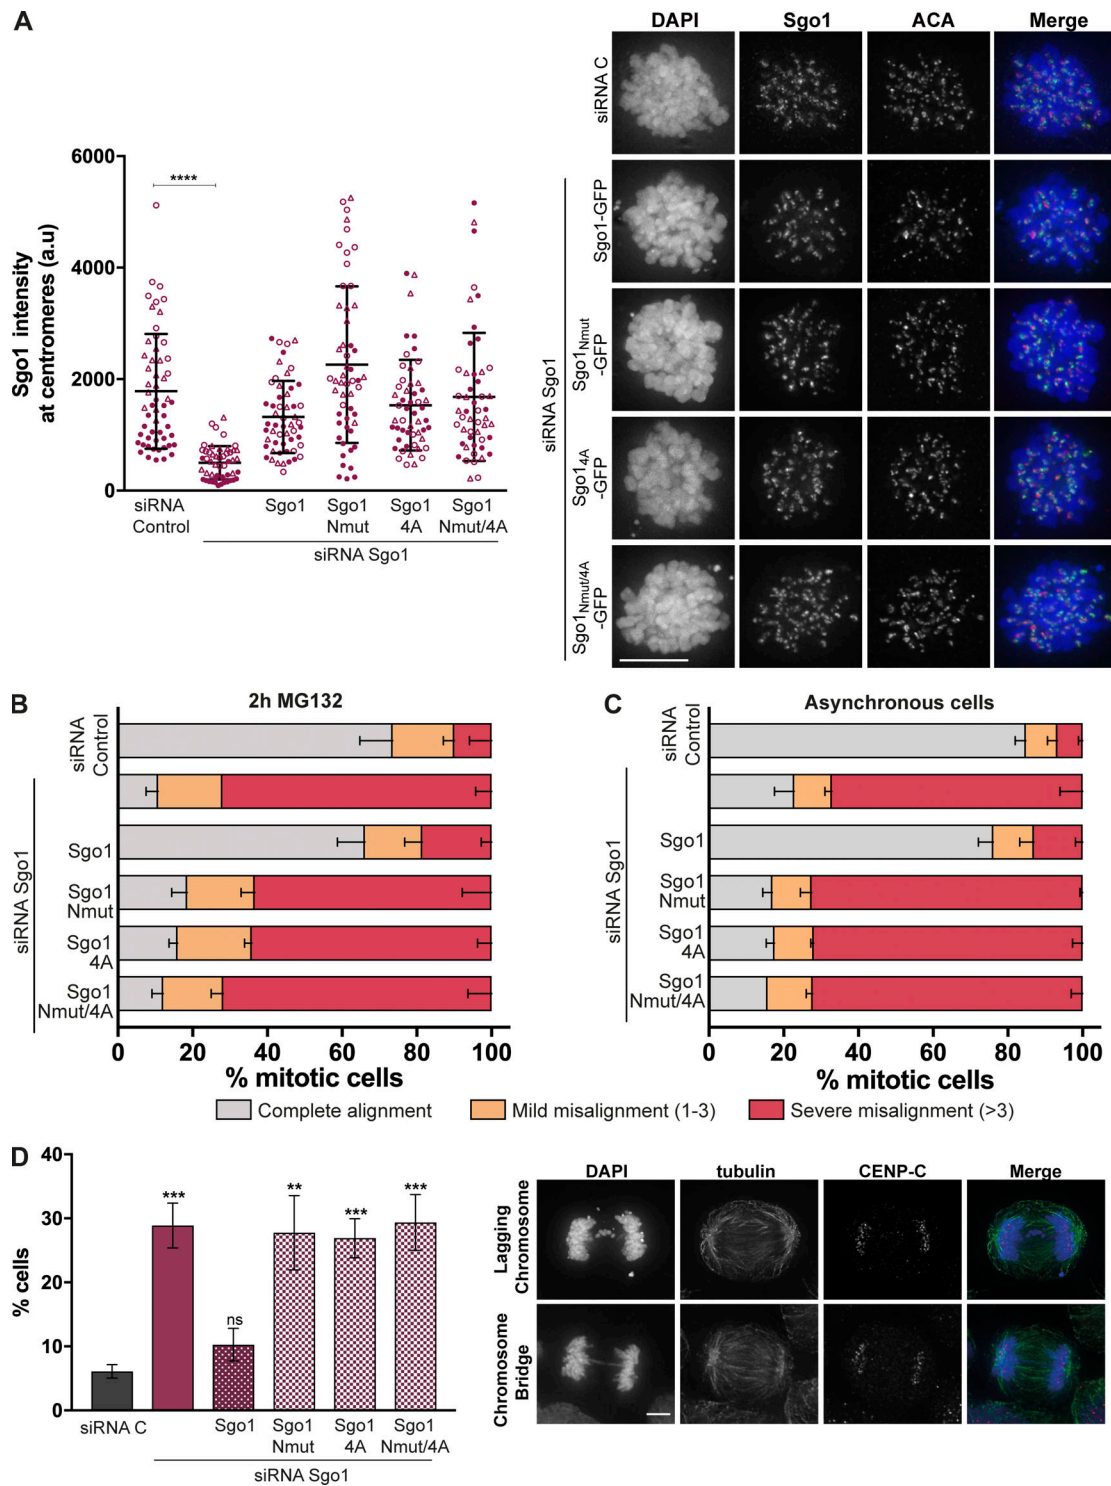 A
DAPI Sgo1 ACA Merge
siRNA C
Sgo1-GFP
Sgo1Nmut
-GFP
Sgo14A
-GFP
Sgo1Nmut/4A
-GFP
siRNA Sgo1
Sgo1 intensity
at centromeres (a.u)
6000
4000
2000
0
****
siRNA
Control
Sgo1
Sgo1
Nmut
Sgo1
4A
Sgo1
Nmut/4A
siRNA Sgo1
B
2h MG132
siRNA
Control
Sgo1
Sgo1
Nmut
Sgo1
4A
Sgo1
Nmut/4A
siRNA Sgo1
0 20 40 60 80 100
% mitotic cells
C
Asynchronous cells
siRNA
Control
Sgo1
Sgo1
Nmut
Sgo1
4A
Sgo1
Nmut/4A
siRNA Sgo1
0 20 40 60 80 100
% mitotic cells
Complete alignment Mild misalignment (1-3) Severe misalignment (>3)
D
% cells
40
30
20
10
0
*** ns ** *** ***
siRNA C
Sgo1
Sgo1
Nmut
Sgo1
4A
Sgo1
Nmut/4A
siRNA Sgo1
DAPI tubulin CENP-C Merge
Lagging
Chromosome
Chromosome
Bridge